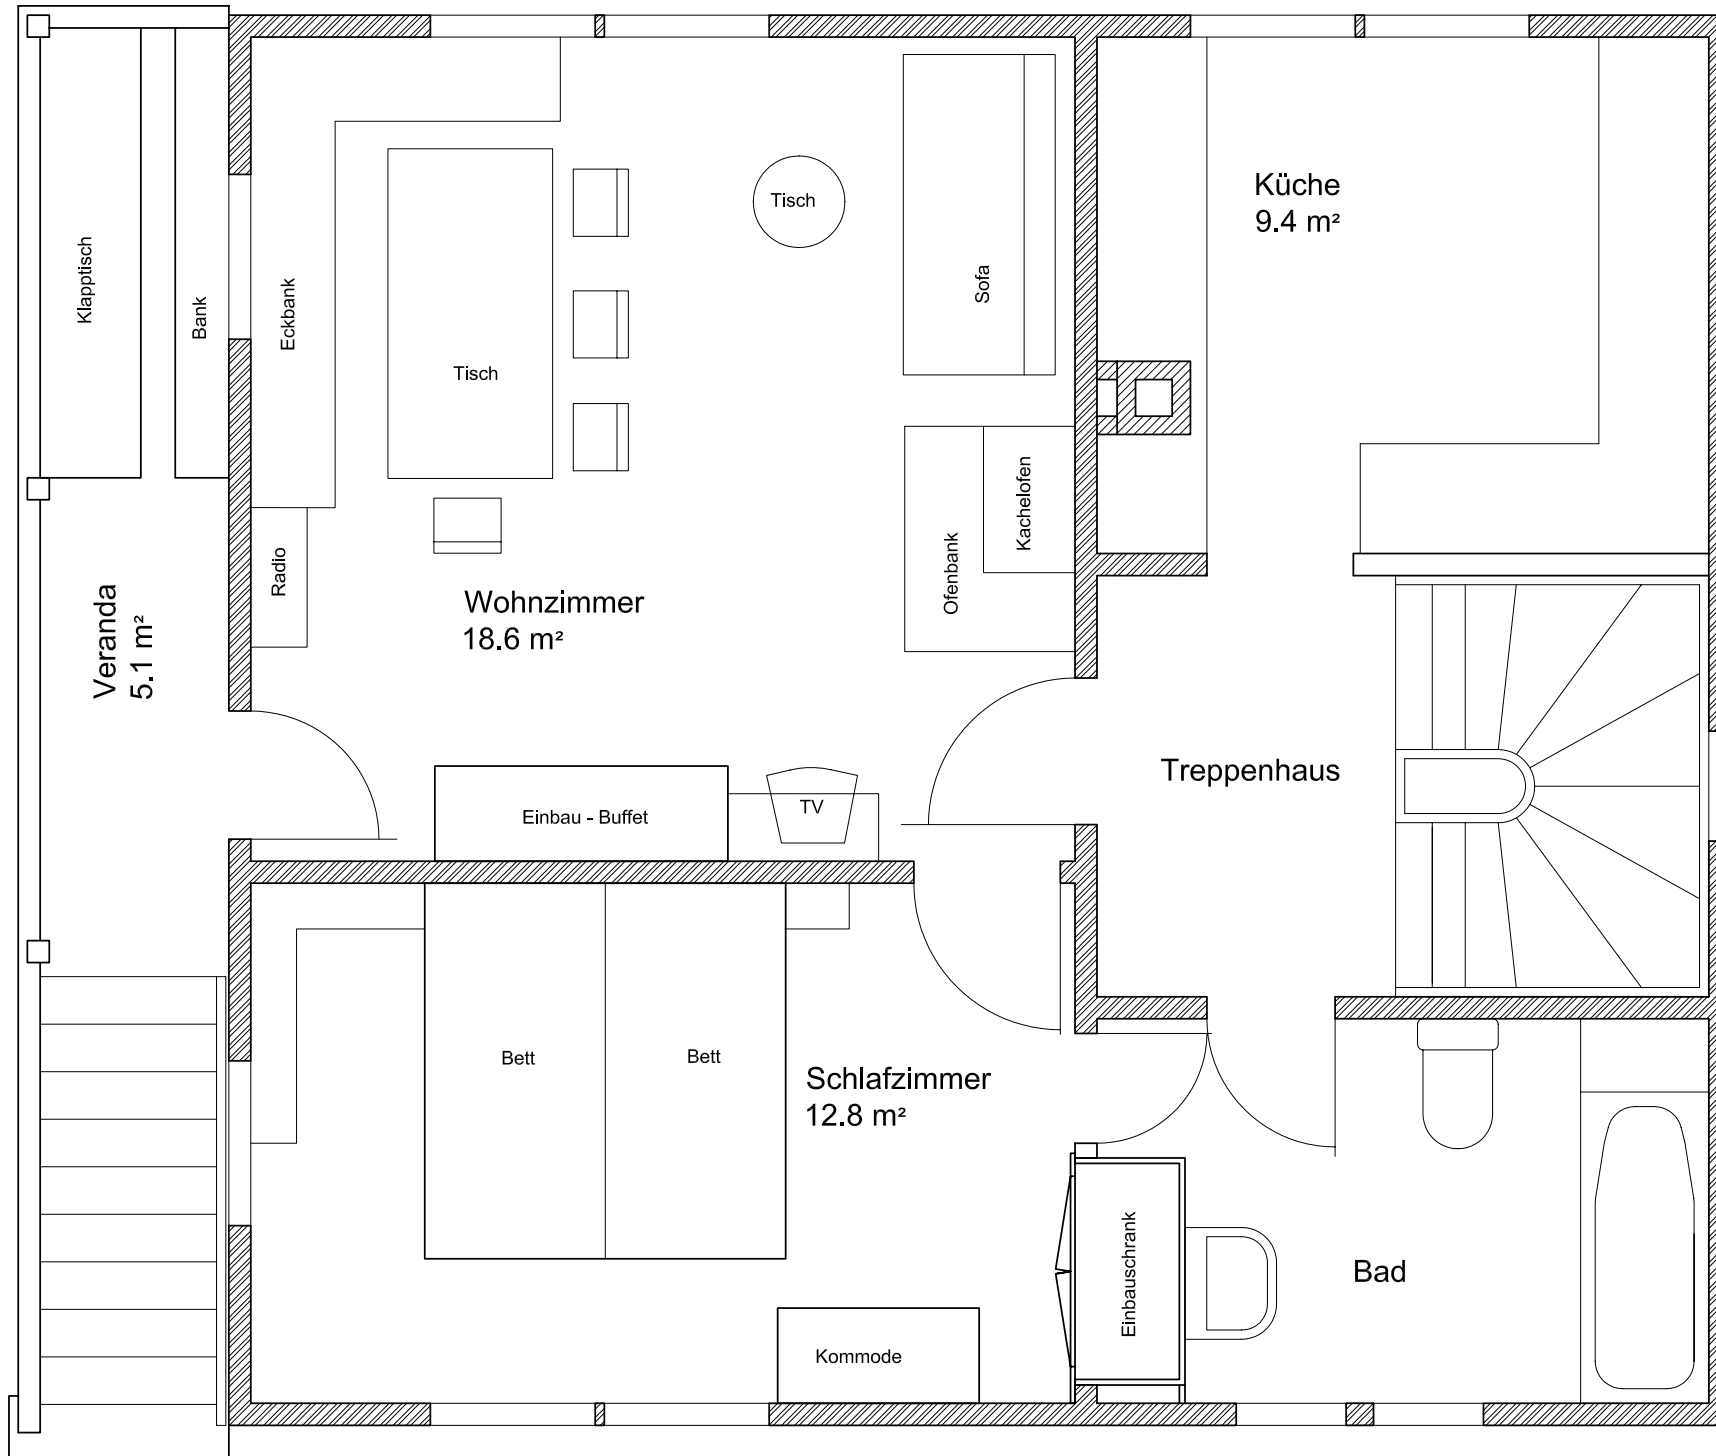 Küche
9.4 m²
Tisch
Klapptisch
Bank
Eckbank
Sofa
Tisch
Kachelofen
Ofenbank
Radio
Veranda
5.1 m²
Wohnzimmer
18.6 m²
Treppenhaus
Einbau - Buffet
TV
Bett
Bett
Schlafzimmer
12.8 m²
Einbauschrank
Bad
Kommode